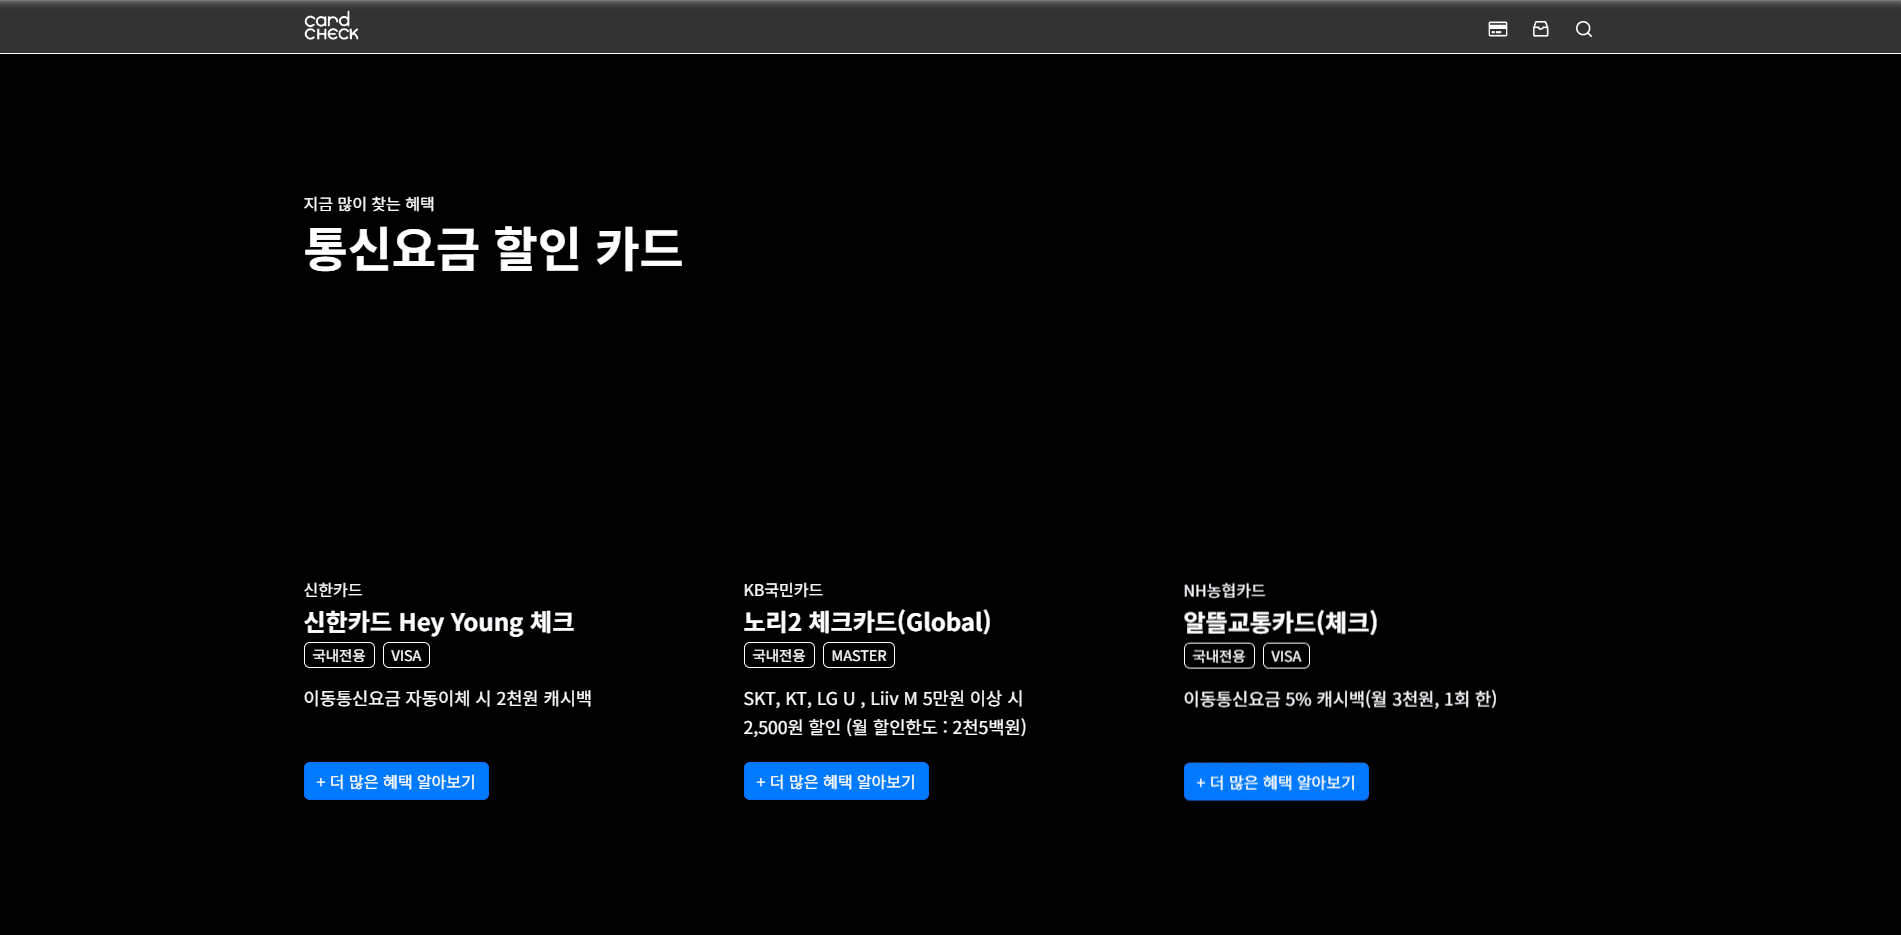 card
CHECK
지금 많이 찾는 혜택
통신요금 할인 카드
신한카드
신한카드 Hey Young 체크
국내전용 VISA
이동통신요금 자동이체 시 2천원 캐시백
+ 더 많은 혜택 알아보기
KB국민카드
노리2 체크카드(Global)
국내전용 MASTER
SKT, KT, LG U , Liiv M 5만원 이상 시
2,500원 할인 (월 할인한도 : 2천5백원)
+ 더 많은 혜택 알아보기
NH농협카드
알뜰교통카드(체크)
국내전용 VISA
이동통신요금 5% 캐시백(월 3천원, 1회 한)
+ 더 많은 혜택 알아보기